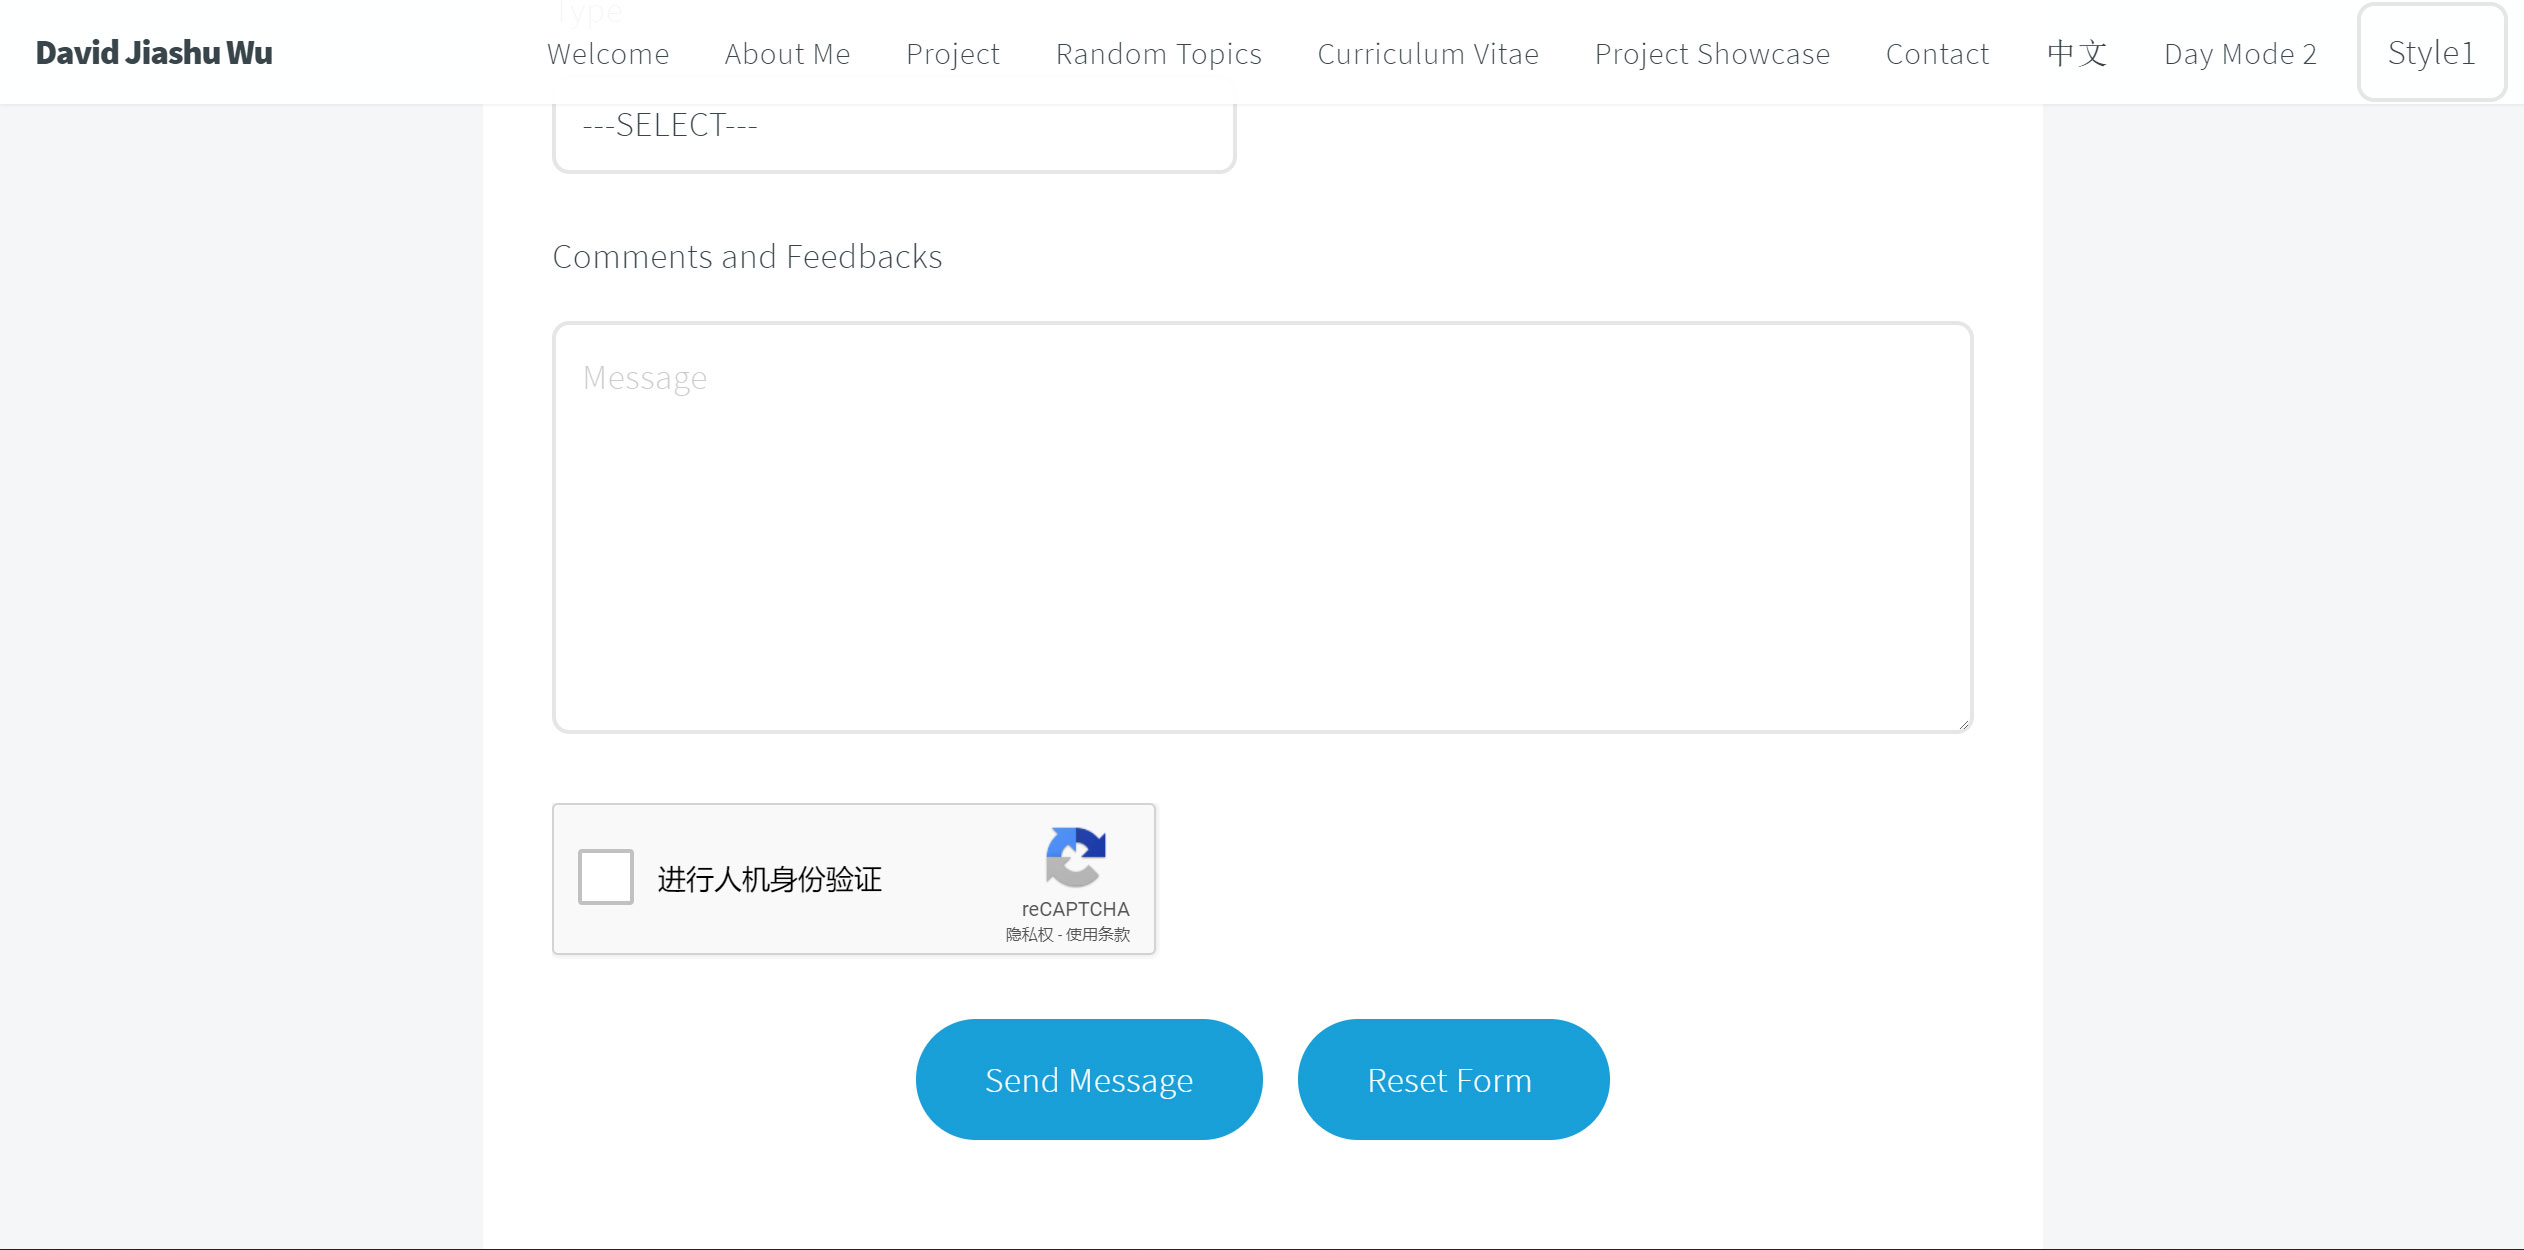 Type
David Jiashu Wu Welcome About Me Project Random Topics Curriculum Vitae Project Showcase Contact 中文 Day Mode 2 Style1
---SELECT---
Comments and Feedbacks
Message
进行人机身份验证
reCAPTCHA
隐私权 - 使用条款
Send Message Reset Form